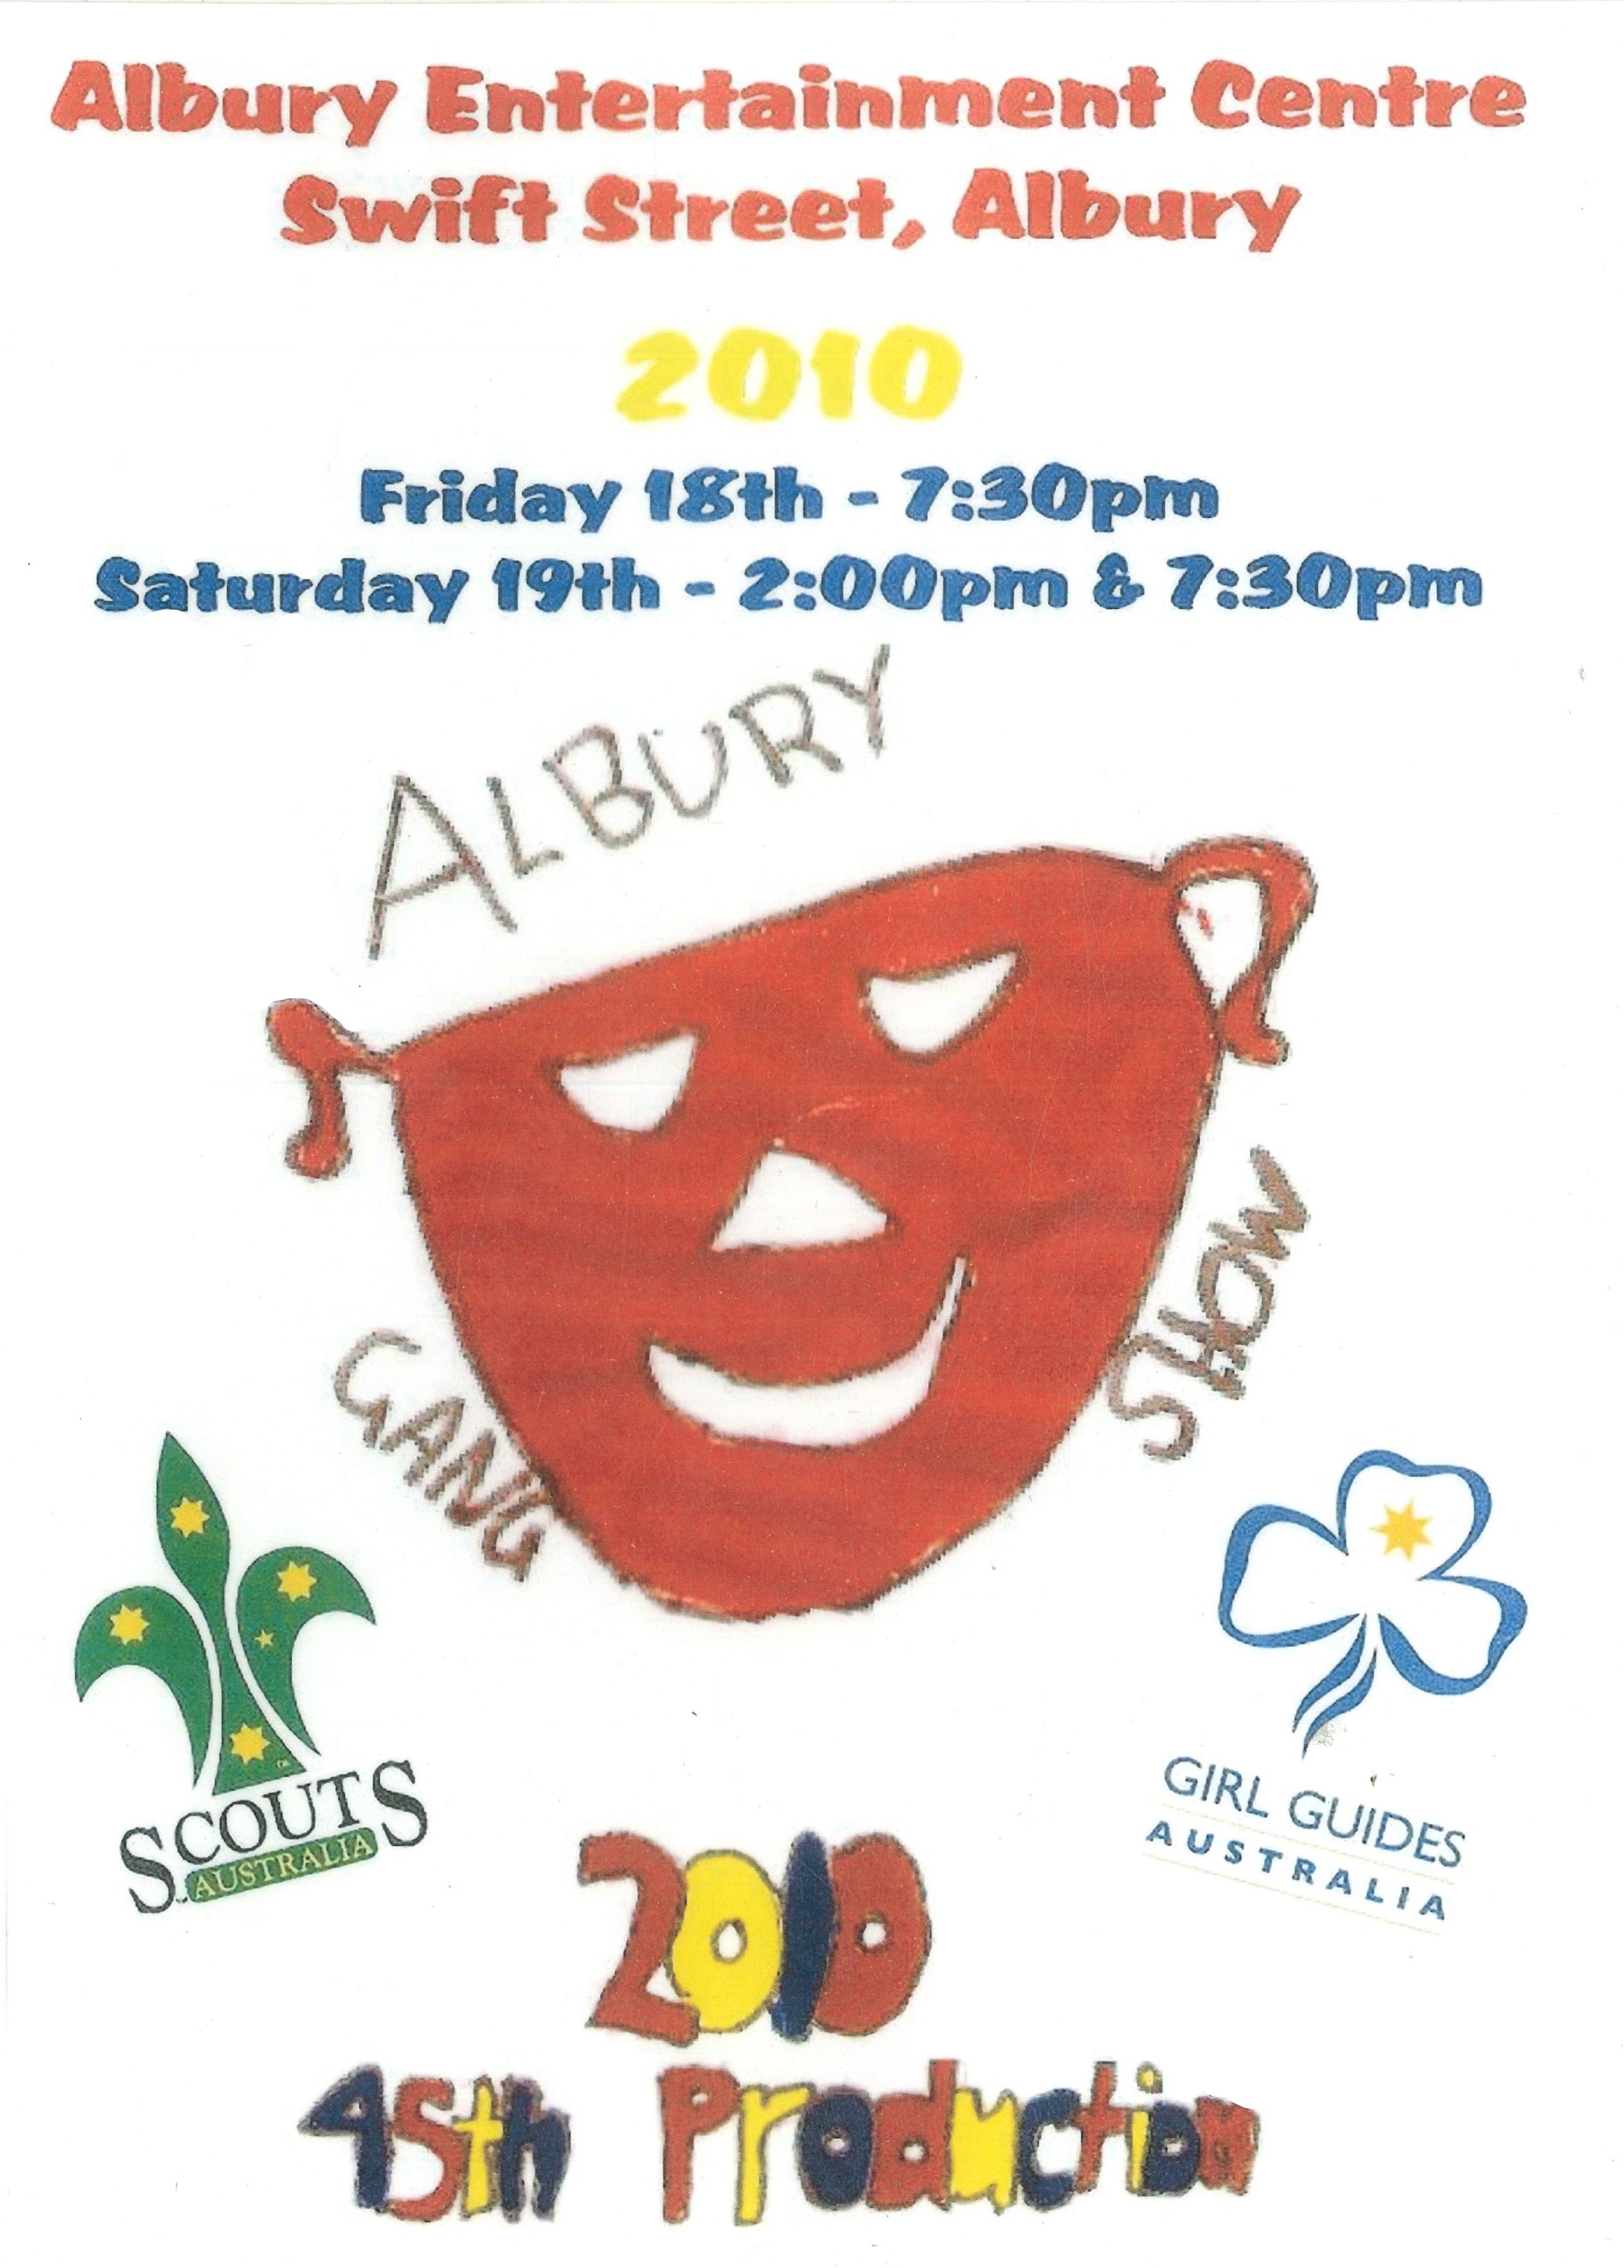 Albury Entertainment Centre
Swift Street, Albury
2010
Friday 18th - 7:30pm
Saturday 19th - 2:00pm & 7:30pm
ALBURY
GANG
SHOW
SCOUTS
AUSTRALIA
GIRL GUIDES
AUSTRALIA
2010
45th Production